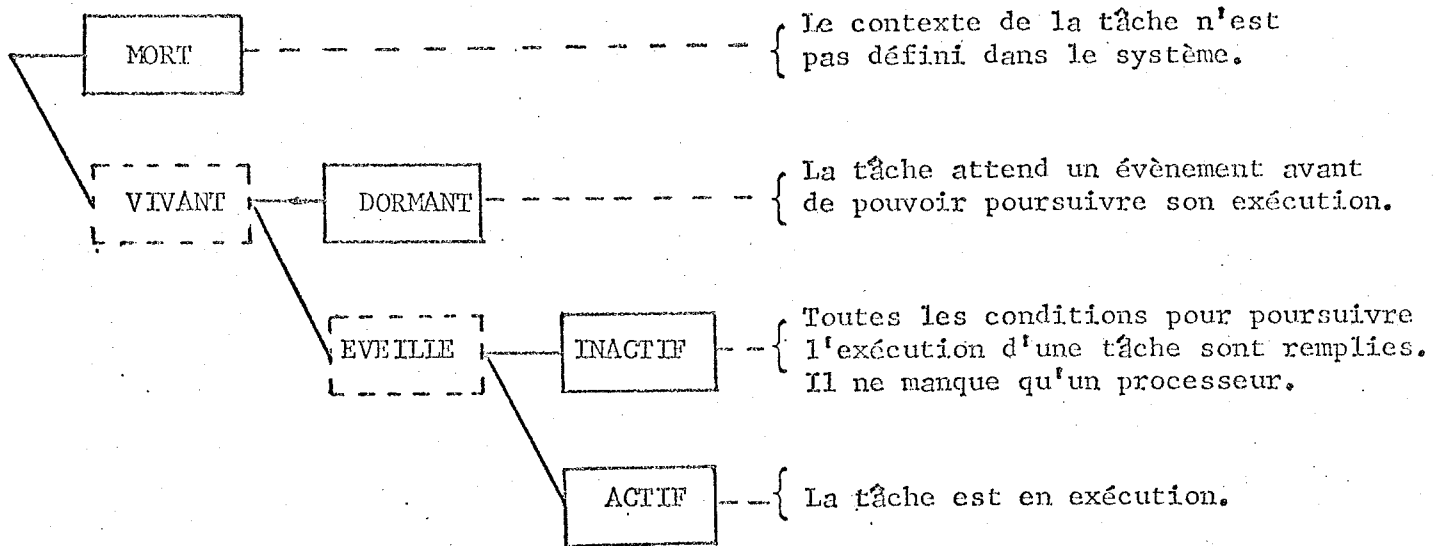 MORT
Le contexte de la tâche n'est
pas défini dans le système.
VIVANT
DORMANT
La tâche attend un évènement avant
de pouvoir poursuivre son exécution.
EVEILLE
INACTIF
Toutes les conditions pour poursuivre
l'exécution d'une tâche sont remplies.
Il ne manque qu'un processeur.
ACTIF
La tâche est en exécution.